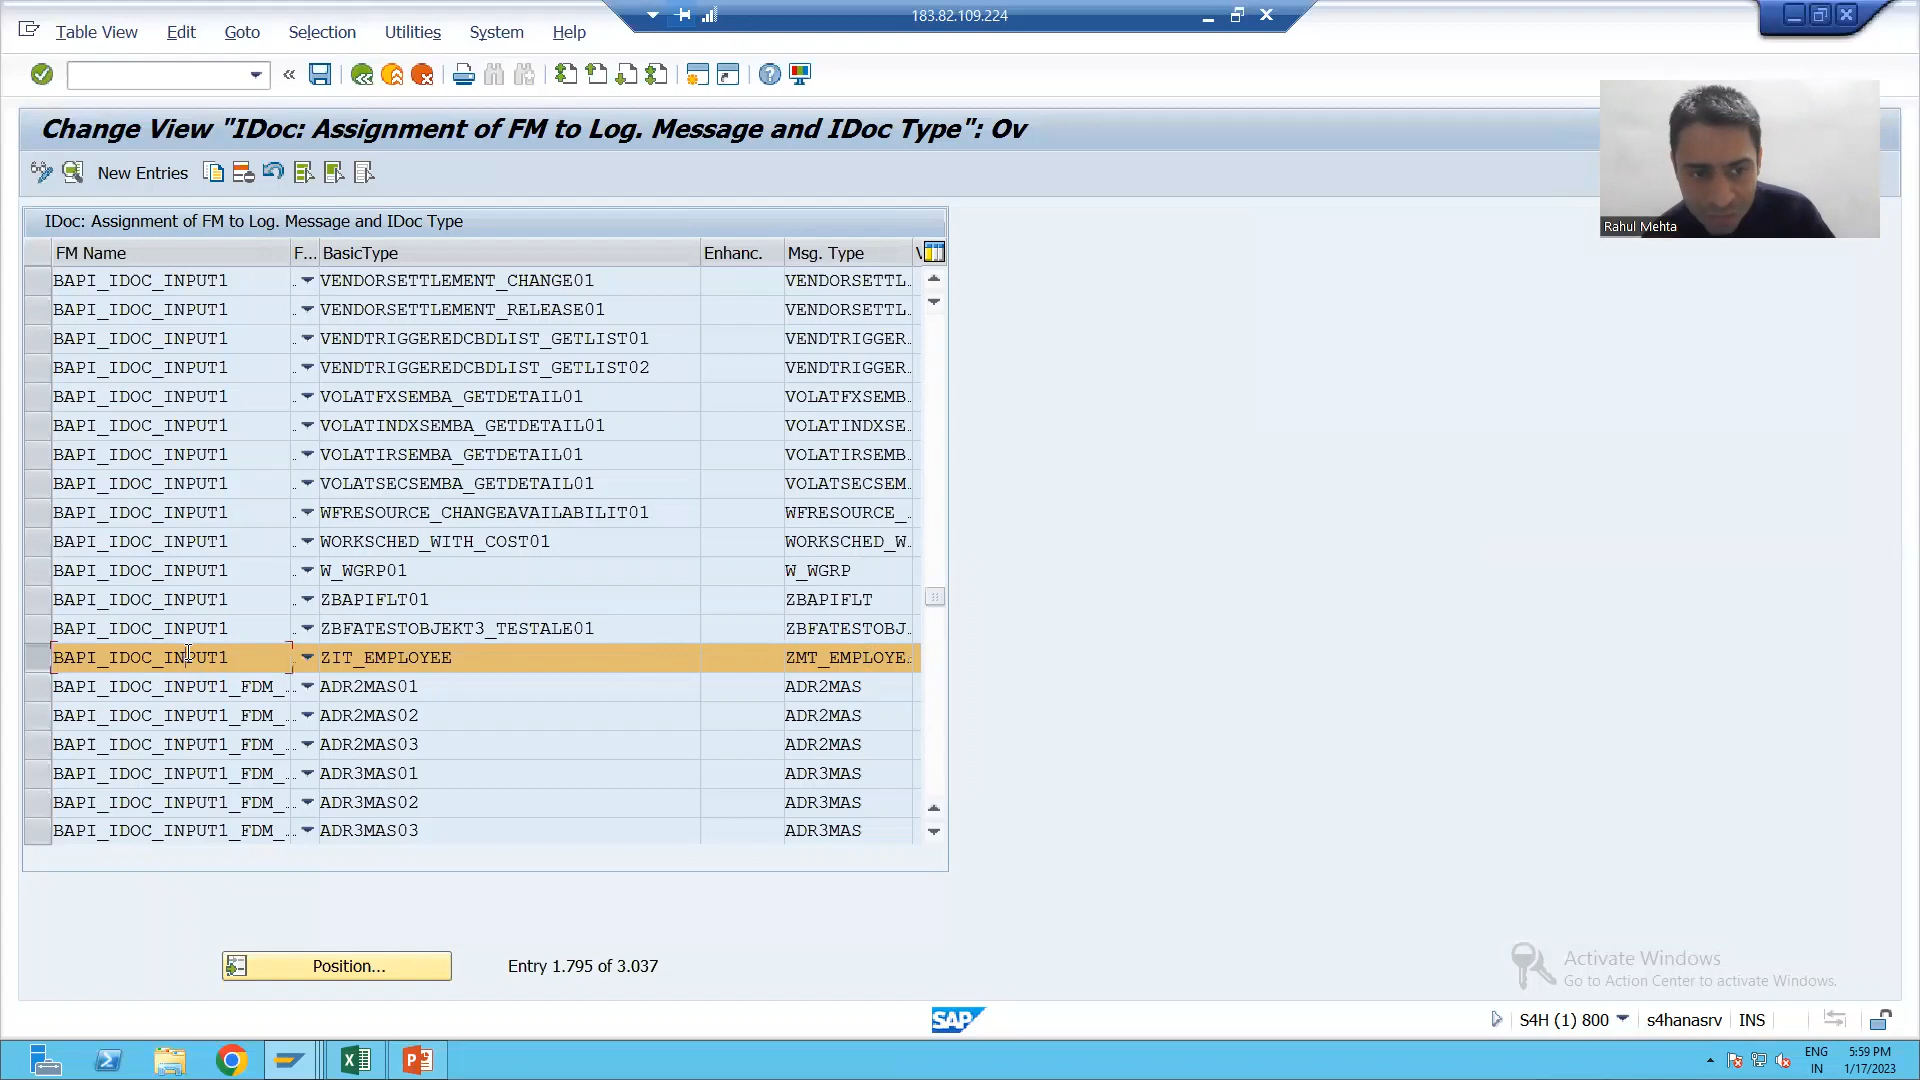 183.82.109.224
Table View Edit Goto Selection Utilities System Help
Change View "IDoc: Assignment of FM to Log. Message and IDoc Type": Ov
New Entries
Rahul Mehta
IDoc: Assignment of FM to Log. Message and IDoc Type
FM Name F... BasicType Enhanc. Msg. Type
BAPI_IDOC_INPUT1 VENDORSETTLEMENT_CHANGE01 VENDORSETTL…
BAPI_IDOC_INPUT1 VENDORSETTLEMENT_RELEASE01 VENDORSETTL…
BAPI_IDOC_INPUT1 VENDTRIGGEREDCBDLIST_GETLIST01 VENDTRIGGER…
BAPI_IDOC_INPUT1 VENDTRIGGEREDCBDLIST_GETLIST02 VENDTRIGGER…
BAPI_IDOC_INPUT1 VOLATFXSEMBA_GETDETAIL01 VOLATFXSEMB…
BAPI_IDOC_INPUT1 VOLATINDXSEMBA_GETDETAIL01 VOLATINDXSE…
BAPI_IDOC_INPUT1 VOLATIRSEMBA_GETDETAIL01 VOLATIRSEMB…
BAPI_IDOC_INPUT1 VOLATSECSEMBA_GETDETAIL01 VOLATSECSEM…
BAPI_IDOC_INPUT1 WFRESOURCE_CHANGEAVAILABILIT01 WFRESOURCE_…
BAPI_IDOC_INPUT1 WORKSCHED_WITH_COST01 WORKSCHED_W…
BAPI_IDOC_INPUT1 W_WGRP01 W_WGRP
BAPI_IDOC_INPUT1 ZBAPIFLT01 ZBAPIFLT
BAPI_IDOC_INPUT1 ZBFATESTOBJEKT3_TESTALE01 ZBFATESTOBJ…
BAPI_IDOC_INPUT1 ZIT_EMPLOYEE ZMT_EMPLOYE…
BAPI_IDOC_INPUT1_FDM_… ADR2MAS01 ADR2MAS
BAPI_IDOC_INPUT1_FDM_… ADR2MAS02 ADR2MAS
BAPI_IDOC_INPUT1_FDM_… ADR2MAS03 ADR2MAS
BAPI_IDOC_INPUT1_FDM_… ADR3MAS01 ADR3MAS
BAPI_IDOC_INPUT1_FDM_… ADR3MAS02 ADR3MAS
BAPI_IDOC_INPUT1_FDM_… ADR3MAS03 ADR3MAS
Position... Entry 1.795 of 3.037
Activate Windows
Go to Action Center to activate Windows.
SAP
S4H (1) 800 s4hanasrv INS
ENG 5:59 PM
IN 1/17/2023